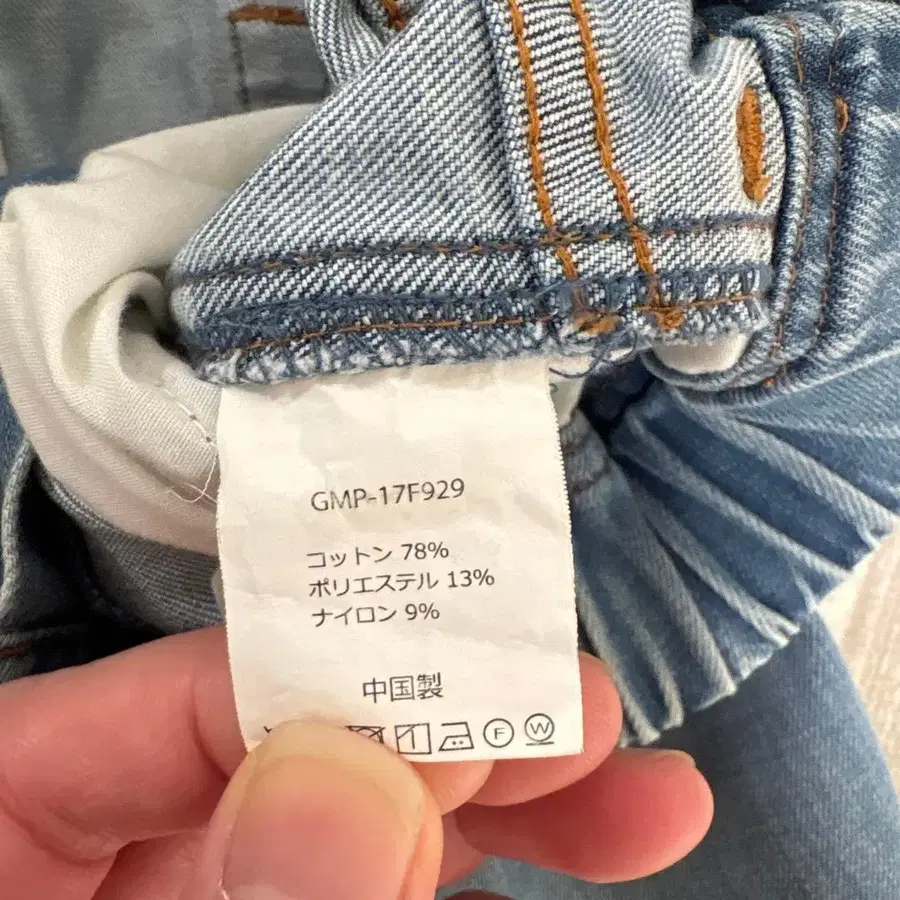 GMP-17F929
コットン 78%
ポリエステル 13%
ナイロン 9%
中国製
F W